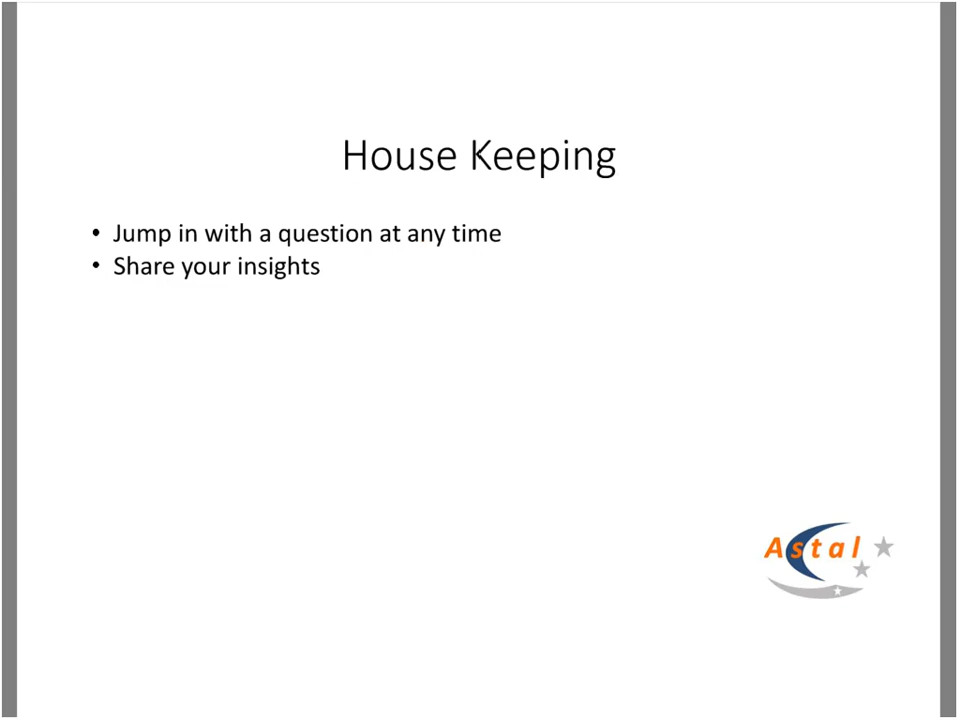 House Keeping
• Jump in with a question at any time
• Share your insights
Astal